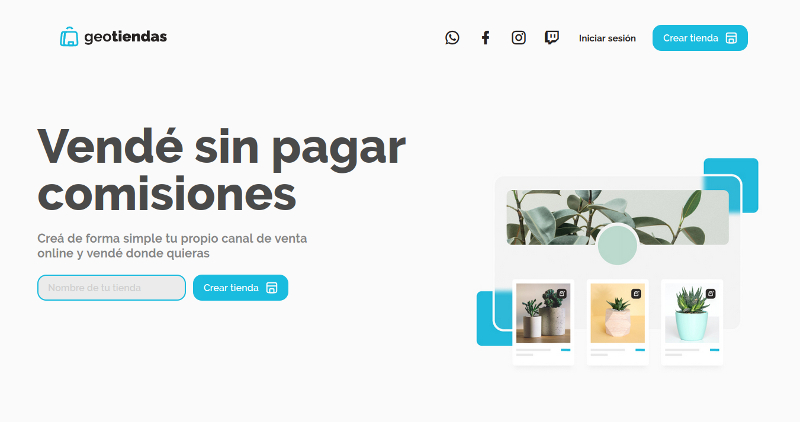 geotiendas
Iniciar sesión
Crear tienda
Vendé sin pagar
comisiones
Creá de forma simple tu propio canal de venta
online y vendé donde quieras
Nombre de tu tienda
Crear tienda